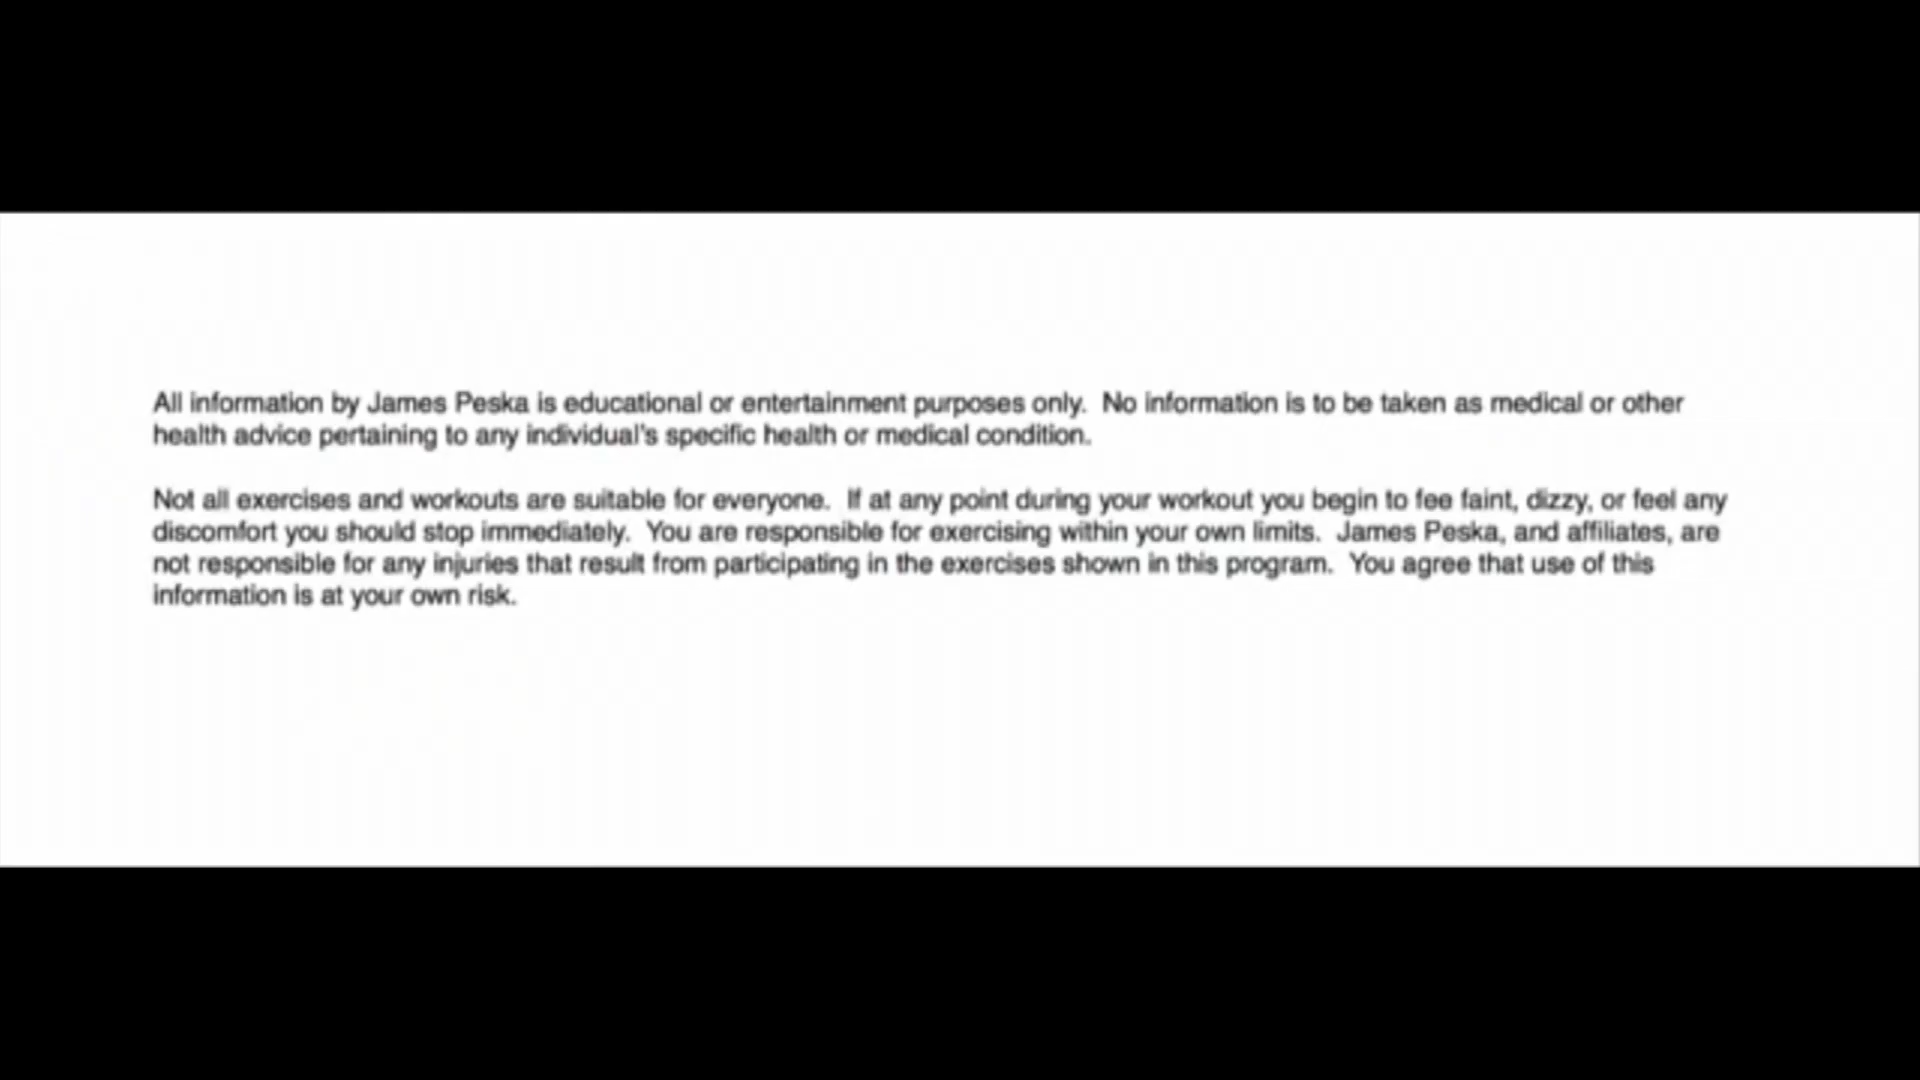 All information by James Peska is educational or entertainment purposes only.  No information is to be taken as medical or other
health advice pertaining to any individual's specific health or medical condition.
Not all exercises and workouts are suitable for everyone.  If at any point during your workout you begin to fee faint, dizzy, or feel any
discomfort you should stop immediately.  You are responsible for exercising within your own limits.  James Peska, and affiliates, are
not responsible for any injuries that result from participating in the exercises shown in this program.  You agree that use of this
information is at your own risk.